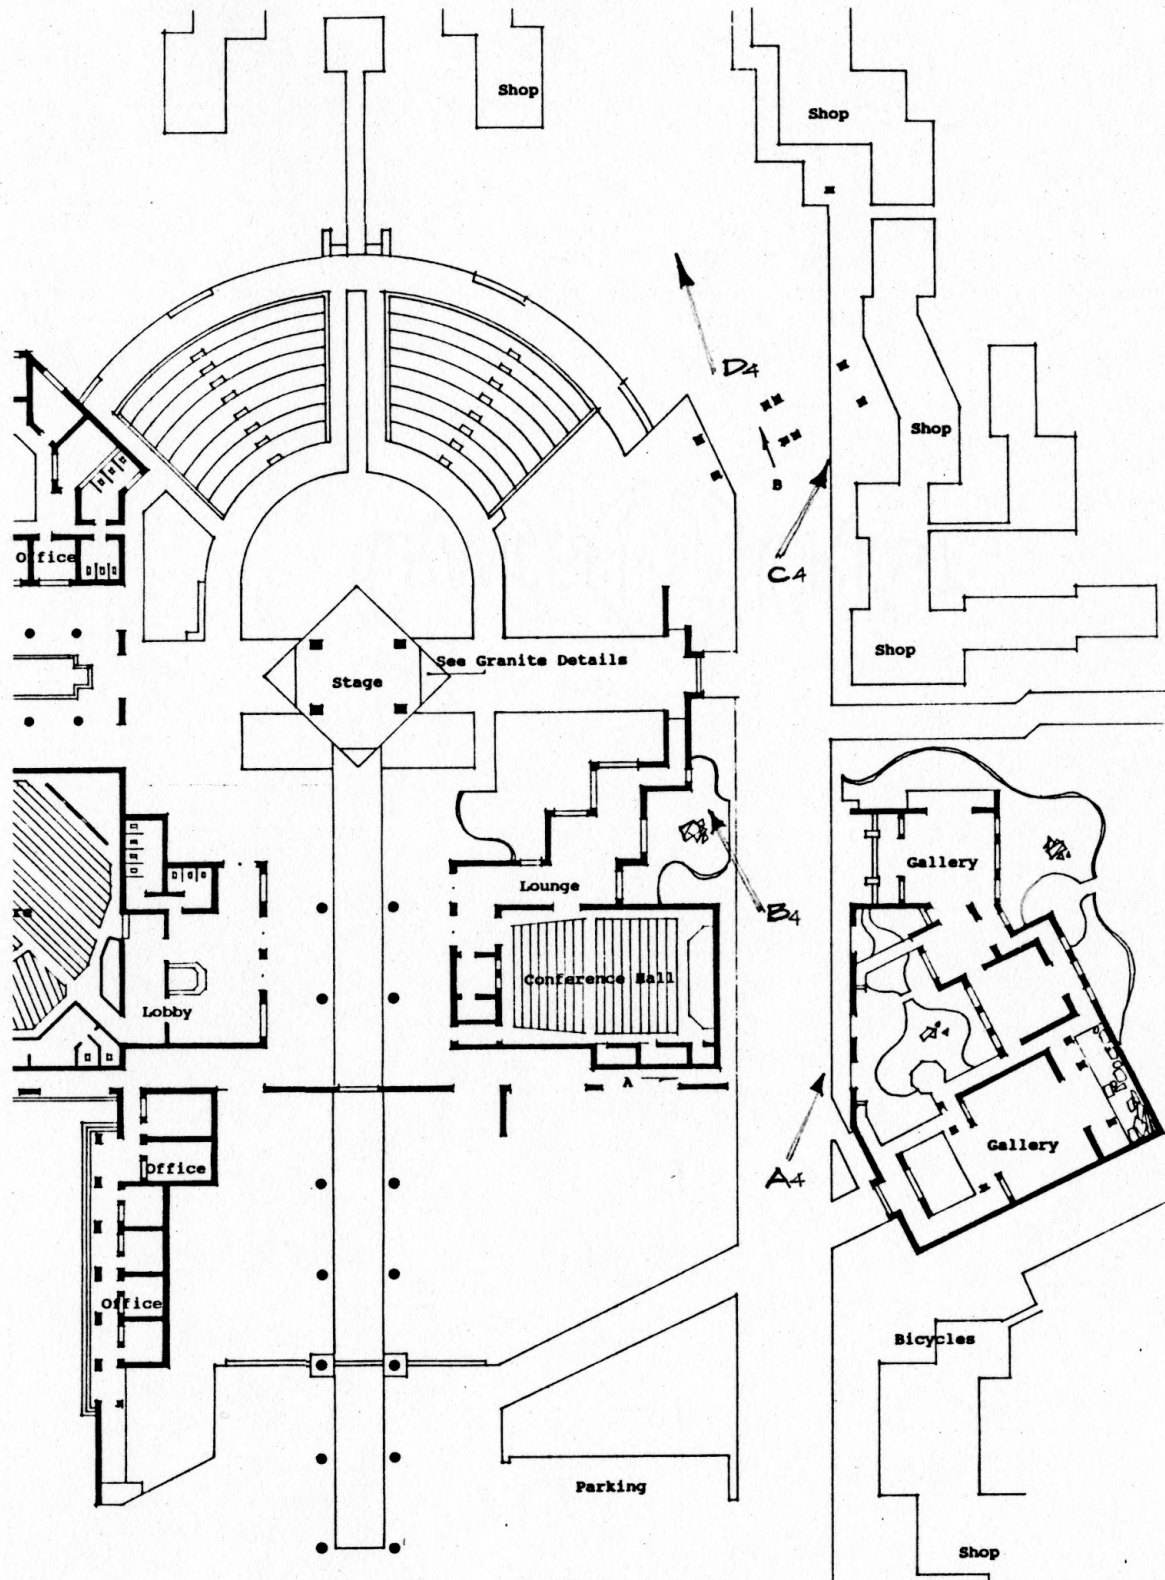 Shop
Shop
D4
Shop
B
Office
C4
See Granite Details
Shop
Stage
Gallery
Lounge
B4
Conference Hall
Lobby
A
Gallery
Office
A4
Office
Bicycles
Parking
Shop